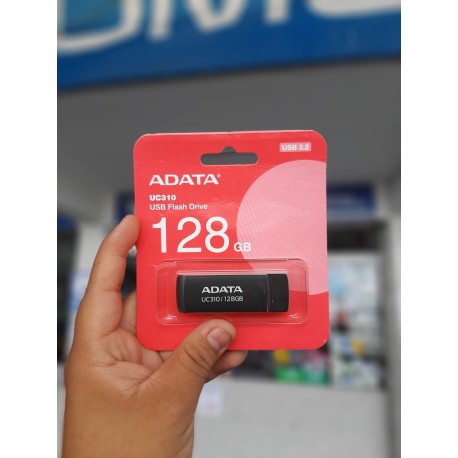 USB 3.2
ADATA
UC310
USB Flash Drive
128 GB
ADATA
UC310/128GB